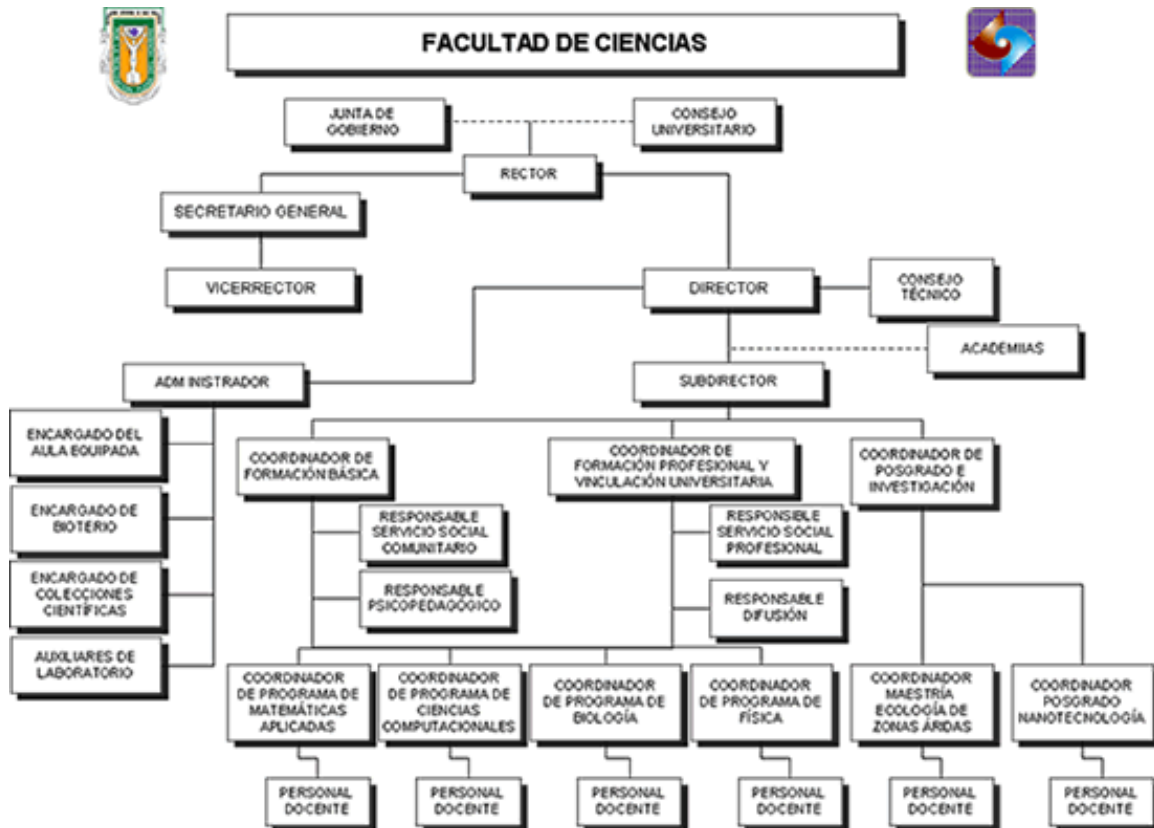 FACULTAD DE CIENCIAS
JUNTA DE
GOBIERNO
CONSEJO
UNIVERSITARIO
RECTOR
SECRETARIO GENERAL
VICERRECTOR
DIRECTOR
CONSEJO
TÉCNICO
ACADEMIIAS
ADMINISTRADOR
SUBDIRECTOR
ENCARGADO DEL
AULA EQUIPADA
COORDINADOR DE
FORMACIÓN BÁSICA
COORDINADOR DE
FORMACIÓN PROFESIONAL Y
VINCULACIÓN UNIVERSITARIA
COORDINADOR DE
POSGRADO E
INVESTIGACIÓN
ENCARGADO DE
BIOTERIO
RESPONSABLE
SERVICIO SOCIAL
COMUNITARIO
RESPONSIBLE
SERVICIO SOCIAL
PROFESIONAL
ENCARGADO DE
COLECCIONES
CIENTÍFICAS
RESPONSABLE
PSICOPEDAGÓGICO
RESPONSABLE
DIFUSIÓN
AUXILIARES DE
LABORATORIO
COORDINADOR
DE PROGRAMA DE
MATEMÁTICAS
APLICADAS
COORDINADOR
DE PROGRAMA DE
CIENCIAS
COMPUTACIONALES
COORDINADOR
DE PROGRAMA DE
BIOLOGÍA
COORDINADOR
DE PROGRAMA DE
FÍSICA
COORDINADOR
MAESTRÍA
ECOLOGÍA DE
ZONAS ÁRIDAS
COORDINADOR
POSGRADO
NANOTECNOLOGÍA
PERSONAL
DOCENTE
PERSONAL
DOCENTE
PERSONAL
DOCENTE
PERSONAL
DOCENTE
PERSONAL
DOCENTE
PERSONAL
DOCENTE